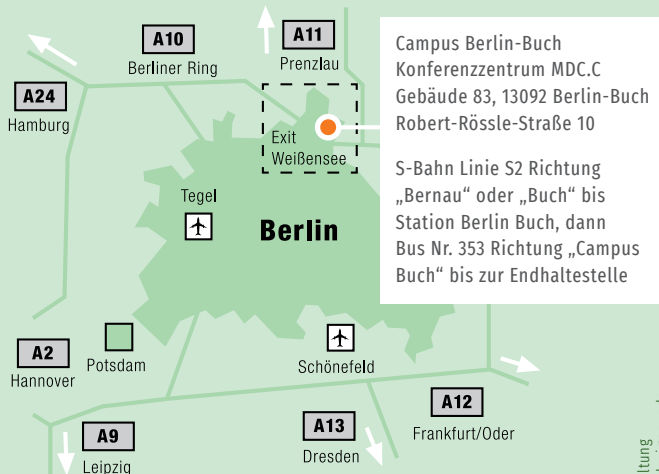 A10
Berliner Ring
A11
Prenzlau
A24
Hamburg
Exit
Weißensee
Tegel
Berlin
Campus Berlin-Buch
Konferenzzentrum MDC.C
Gebäude 83, 13092 Berlin-Buch
Robert-Rössle-Straße 10
S-Bahn Linie S2 Richtung
„Bernau“ oder „Buch“ bis
Station Berlin Buch, dann
Bus Nr. 353 Richtung „Campus
Buch“ bis zur Endhaltestelle
A2
Hannover
Potsdam
Schönefeld
A9
Leipzig
A13
Dresden
A12
Frankfurt/Oder
ltung